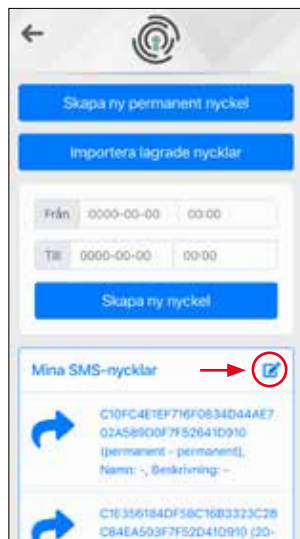 Skapa ny permanent nyckel
Importera lagrade nycklar
Från 0000-00-00 00:00
Till 0000-00-00 00:00
Skapa ny nyckel
Mina SMS-nycklar
C10FC4E1EF716F0634D44AE7
02A589D0F7F52641D910
(permanent - permanent),
Namn: -, Beskrivning: -
C1E356184DF5BC16B3323C28
C84EA503F7F52D41D910 (20-